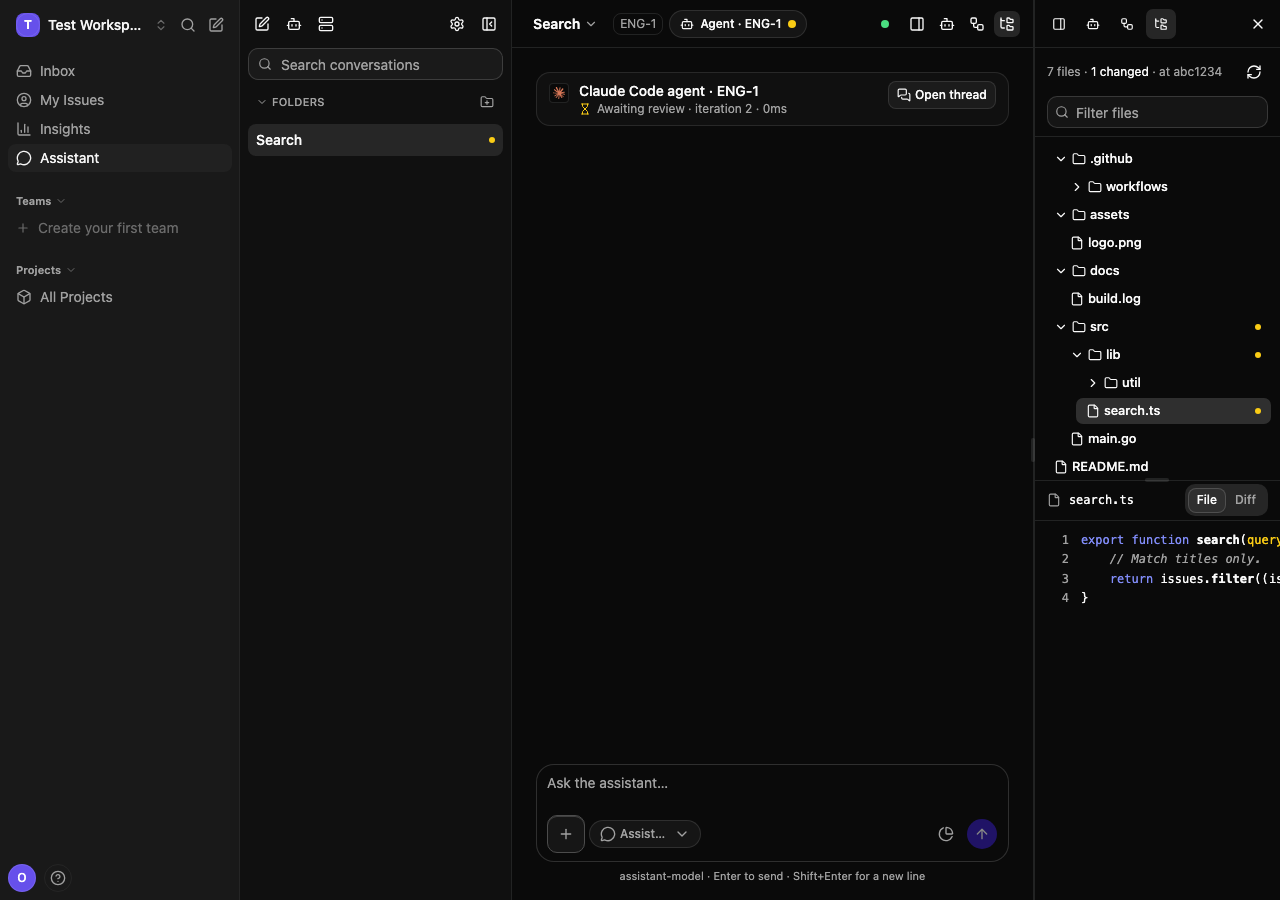 T Test Worksp...
Inbox
My Issues
Insights
Assistant
Teams
Create your first team
Projects
All Projects
O
Search conversations
FOLDERS
Search
Search ENG-1 Agent · ENG-1
Claude Code agent · ENG-1
Awaiting review · iteration 2 · 0ms
Open thread
Ask the assistant...
Assist...
assistant-model · Enter to send · Shift+Enter for a new line
7 files · 1 changed · at abc1234
Filter files
.github
workflows
assets
logo.png
docs
build.log
src
lib
util
search.ts
main.go
README.md
search.ts File Diff
1 export function search(query
2 // Match titles only.
3 return issues.filter((is
4 }